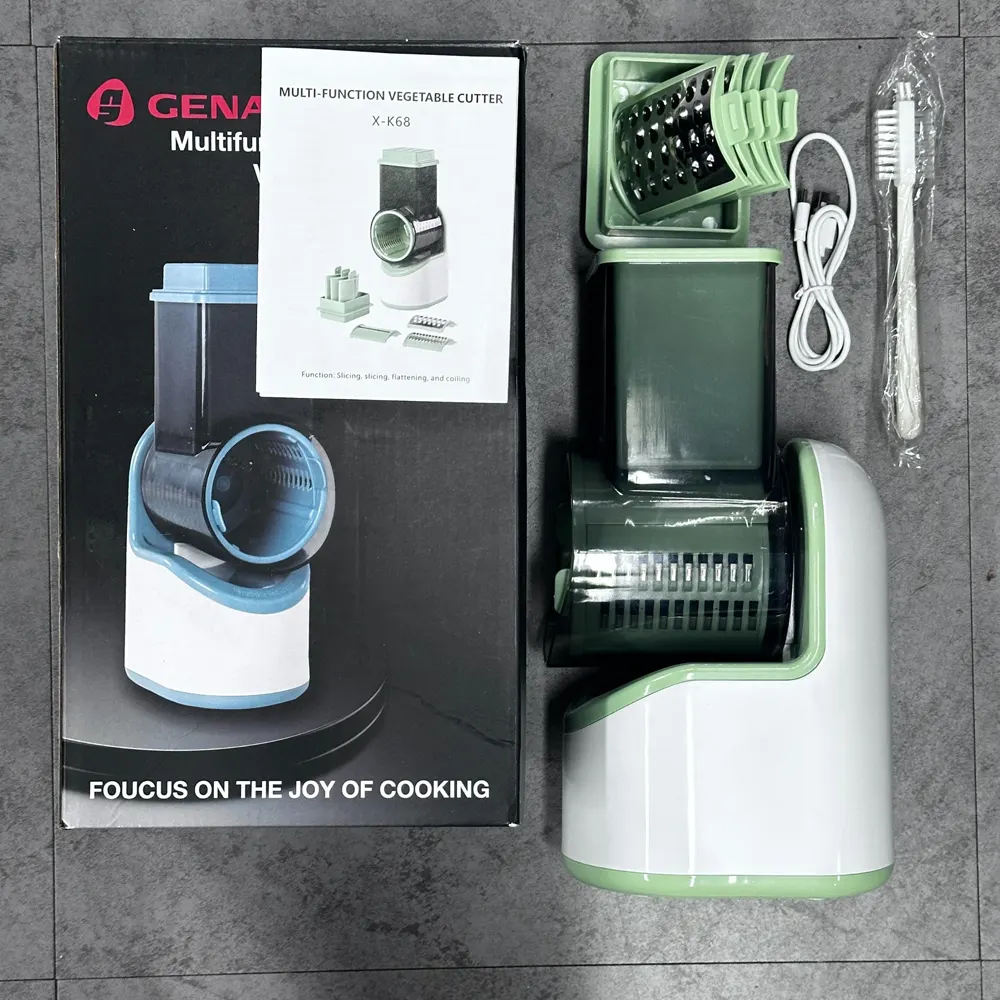 GENA
Multifu
MULTI-FUNCTION VEGETABLE CUTTER
X-K68
Function: Slicing, slicing, flattening, and coiling
FOUCUS ON THE JOY OF COOKING